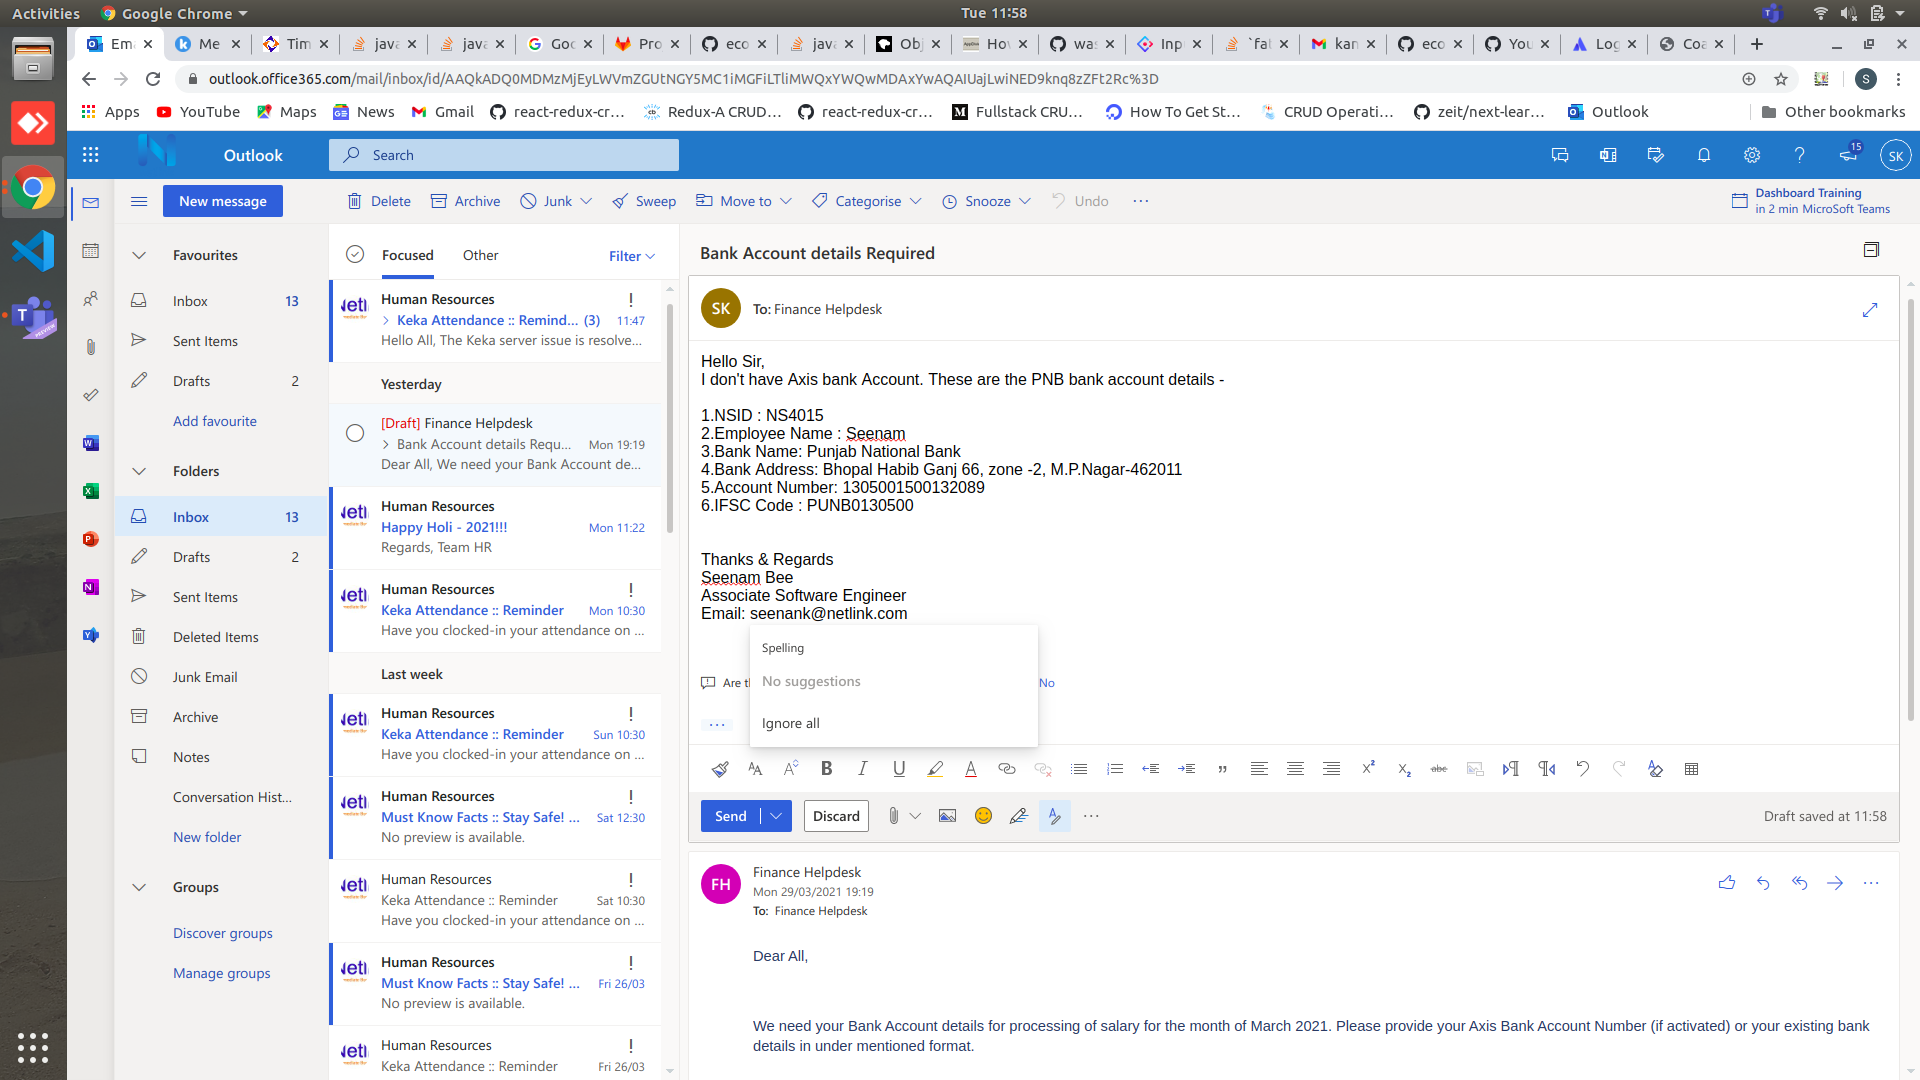 Activities
Google Chrome
Tue 11:58
Ema
Me
Tim
java
java
Goo
Pro
eco
java
Obj
Hov
was
Inp
`fat
kan
eco
You
Log
Coa
outlook.office365.com/mail/inbox/id/AAQkADQ0MDMzMjEyLWVmZGUtNGY5MC1iMGFiLTliMWQxYWQwMDAxYwAQAIUajLwiNED9knq8zZFt2Rc%3D
S
Apps
YouTube
Maps
News
Gmail
react-redux-cr...
Redux-A CRUD...
react-redux-cr...
Fullstack CRU...
How To Get St...
CRUD Operati...
zeit/next-lear...
Outlook
Other bookmarks
Outlook
Search
15
SK
New message
Delete
Archive
Junk
Sweep
Move to
Categorise
Snooze
Undo
Dashboard Training
in 2 min MicroSoft Teams
Favourites
Inbox 13
Sent Items
Drafts 2
Add favourite
Folders
Inbox 13
Drafts 2
Sent Items
Deleted Items
Junk Email
Archive
Notes
Conversation Hist...
New folder
Groups
Discover groups
Manage groups
Focused
Other
Filter
Human Resources
Keka Attendance :: Remind... (3) 11:47
Hello All, The Keka server issue is resolve...
Yesterday
[Draft] Finance Helpdesk
Bank Account details Requ... Mon 19:19
Dear All, We need your Bank Account de...
Human Resources
Happy Holi - 2021!!! Mon 11:22
Regards, Team HR
Human Resources
Keka Attendance :: Reminder Mon 10:30
Have you clocked-in your attendance on ...
Last week
Human Resources
Keka Attendance :: Reminder Sun 10:30
Have you clocked-in your attendance on ...
Human Resources
Must Know Facts :: Stay Safe! ... Sat 12:30
No preview is available.
Human Resources
Keka Attendance :: Reminder Sat 10:30
Have you clocked-in your attendance on ...
Human Resources
Must Know Facts :: Stay Safe! ... Fri 26/03
No preview is available.
Human Resources
Keka Attendance :: Reminder Fri 26/03
Bank Account details Required
SK
To: Finance Helpdesk
Hello Sir,
I don't have Axis bank Account. These are the PNB bank account details -
1.NSID : NS4015
2.Employee Name : Seenam
3.Bank Name: Punjab National Bank
4.Bank Address: Bhopal Habib Ganj 66, zone -2, M.P.Nagar-462011
5.Account Number: 1305001500132089
6.IFSC Code : PUNB0130500
Thanks & Regards
Seenam Bee
Associate Software Engineer
Email: seenank@netlink.com
Spelling
No suggestions
Ignore all
Are
No
Send
Discard
Draft saved at 11:58
FH
Finance Helpdesk
Mon 29/03/2021 19:19
To: Finance Helpdesk
Dear All,
We need your Bank Account details for processing of salary for the month of March 2021. Please provide your Axis Bank Account Number (if activated) or your existing bank
details in under mentioned format.